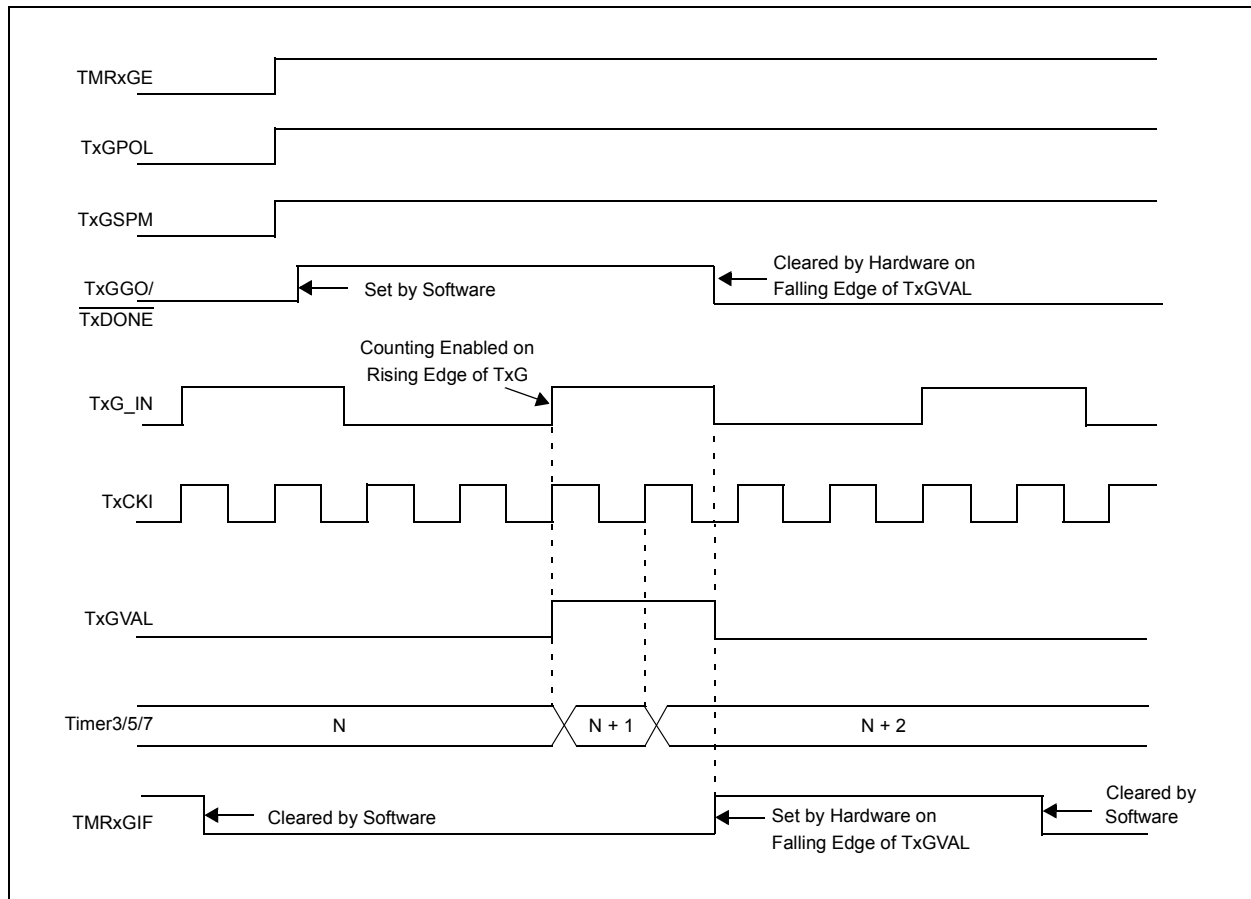 TMRxGE
TxGPOL
TxGSPM
TxGGO/
TxDONE
Set by Software
Cleared by Hardware on
Falling Edge of TxGVAL
Counting Enabled on
Rising Edge of TxG
TxG_IN
TxCKI
TxGVAL
Timer3/5/7
N
N + 1
N + 2
TMRxGIF
Cleared by Software
Set by Hardware on
Falling Edge of TxGVAL
Cleared by
Software